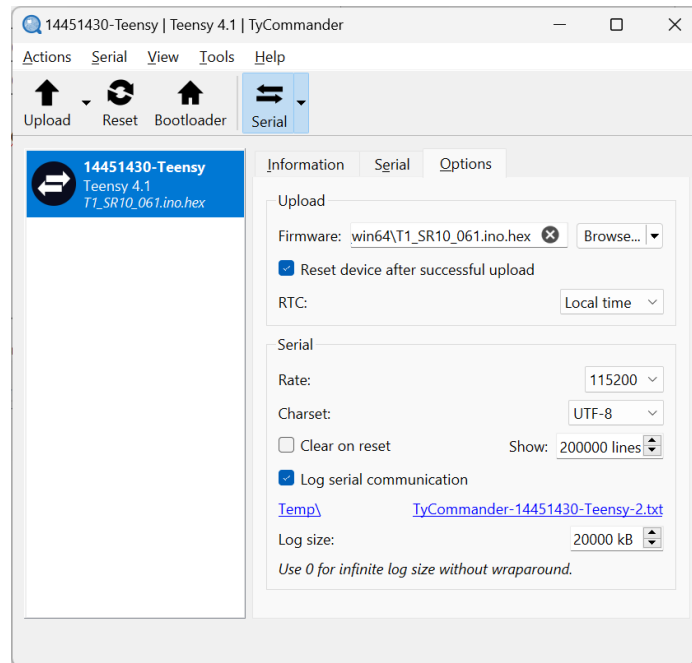 14451430-Teensy | Teensy 4.1 | TyCommander
Actions Serial View Tools Help
Upload Reset Bootloader Serial
14451430-Teensy
Teensy 4.1
T1_SR10_061.ino.hex
Information Serial Options
Upload
Firmware: win64\T1_SR10_061.ino.hex Browse...
Reset device after successful upload
RTC: Local time
Serial
Rate: 115200
Charset: UTF-8
Clear on reset Show: 200000 lines
Log serial communication
Temp\ TyCommander-14451430-Teensy-2.txt
Log size: 20000 kB
Use 0 for infinite log size without wraparound.